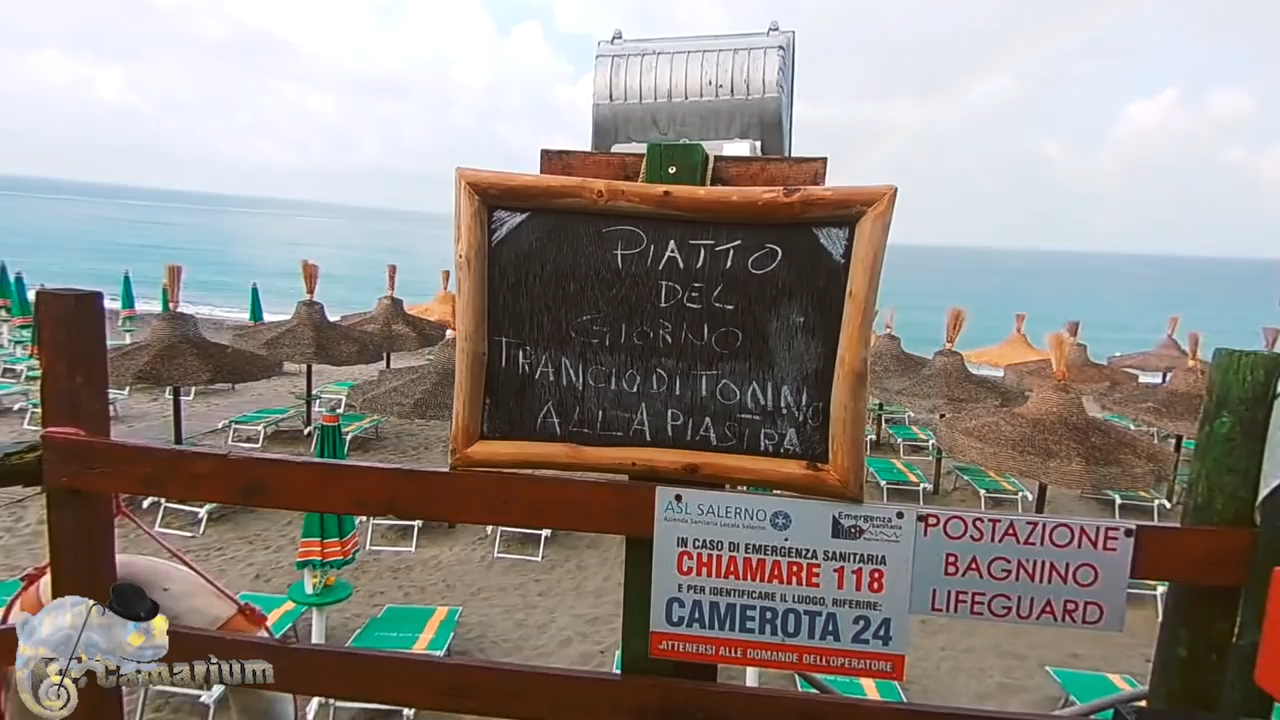 PIATTO
DEL
GIORNO
TRANCIO DI TONNO
ALLA PIASTRA
ASL SALERNO
Azienda Sanitaria Locale Salerno
Emergenza
sanitaria
IN CASO DI EMERGENZA SANITARIA
CHIAMARE 118
E PER IDENTIFICARE IL LUOGO, RIFERIRE:
CAMEROTA 24
ATTENERSI ALLE DOMANDE DELL'OPERATORE
POSTAZIONE
BAGNINO
LIFEGUARD
Camarium